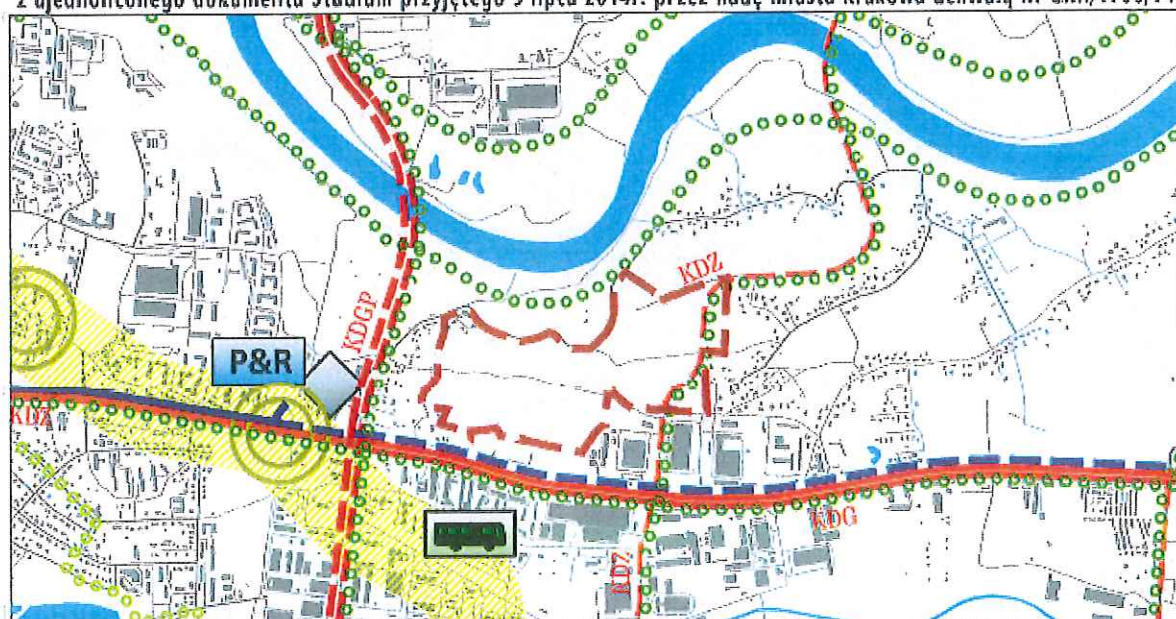 z ujednoliconego dokumentu Studium przyjętego 9 lipca 2014r. przez Radę Miasta Krakowa Uchwałą Nr
KDZ
KDGP
P&R
KDZ
KDG
KDZ